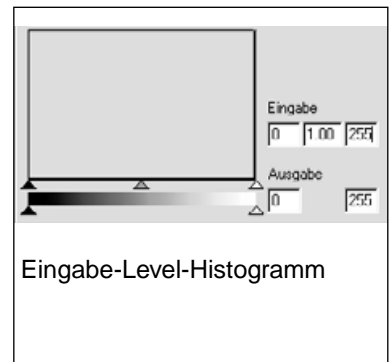 Eingabe
0 1.00 255
Ausgabe
0 255
Eingabe-Level-Histogramm